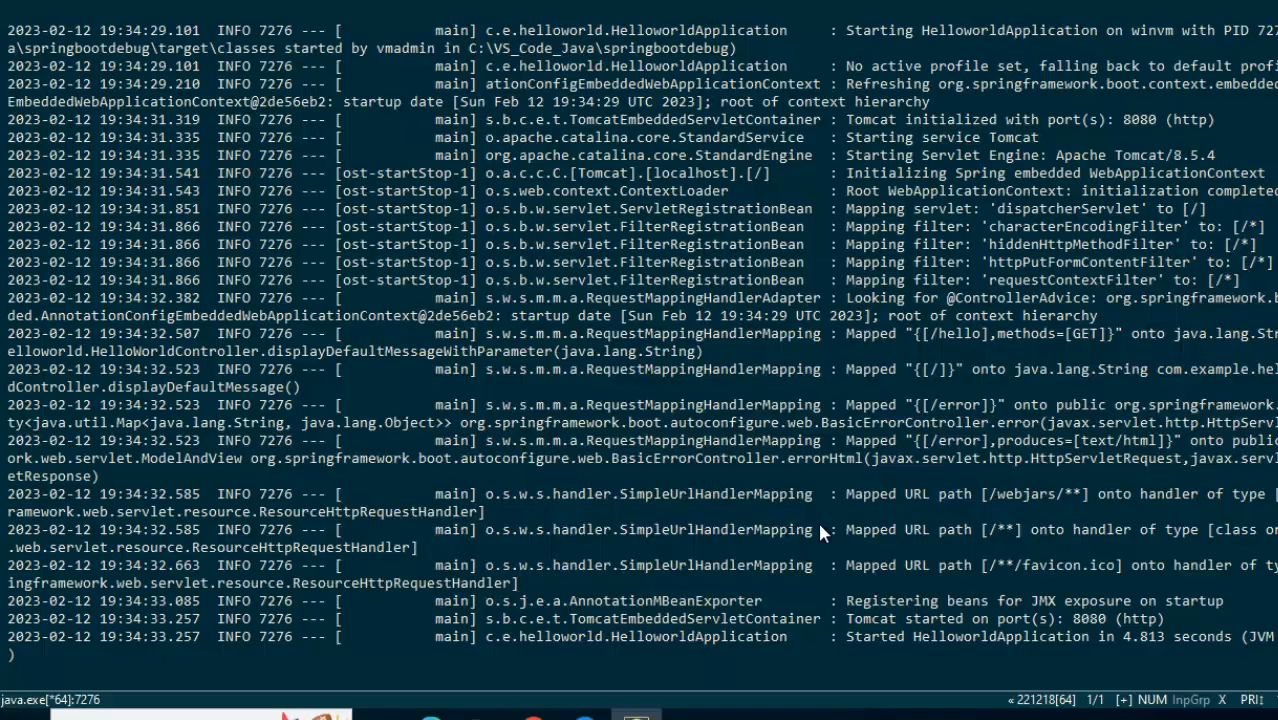 2023-02-12 19:34:29.101  INFO 7276 --- [           main] c.e.helloworld.HelloworldApplication     : Starting HelloworldApplication on winvm with PID 727
a\springbootdebug\target\classes started by vmadmin in C:\VS_Code_Java\springbootdebug)
2023-02-12 19:34:29.101  INFO 7276 --- [           main] c.e.helloworld.HelloworldApplication     : No active profile set, falling back to default profi
2023-02-12 19:34:29.210  INFO 7276 --- [           main] ationConfigEmbeddedWebApplicationContext : Refreshing org.springframework.boot.context.embedde
EmbeddedWebApplicationContext@2de56eb2: startup date [Sun Feb 12 19:34:29 UTC 2023]; root of context hierarchy
2023-02-12 19:34:31.319  INFO 7276 --- [           main] s.b.c.e.t.TomcatEmbeddedServletContainer : Tomcat initialized with port(s): 8080 (http)
2023-02-12 19:34:31.335  INFO 7276 --- [           main] o.apache.catalina.core.StandardService   : Starting service Tomcat
2023-02-12 19:34:31.335  INFO 7276 --- [           main] org.apache.catalina.core.StandardEngine  : Starting Servlet Engine: Apache Tomcat/8.5.4
2023-02-12 19:34:31.541  INFO 7276 --- [ost-startStop-1] o.a.c.c.C.[Tomcat].[localhost].[/]       : Initializing Spring embedded WebApplicationContext
2023-02-12 19:34:31.543  INFO 7276 --- [ost-startStop-1] o.s.web.context.ContextLoader            : Root WebApplicationContext: initialization completed
2023-02-12 19:34:31.851  INFO 7276 --- [ost-startStop-1] o.s.b.w.servlet.ServletRegistrationBean  : Mapping servlet: 'dispatcherServlet' to [/]
2023-02-12 19:34:31.866  INFO 7276 --- [ost-startStop-1] o.s.b.w.servlet.FilterRegistrationBean   : Mapping filter: 'characterEncodingFilter' to: [/*]
2023-02-12 19:34:31.866  INFO 7276 --- [ost-startStop-1] o.s.b.w.servlet.FilterRegistrationBean   : Mapping filter: 'hiddenHttpMethodFilter' to: [/*]
2023-02-12 19:34:31.866  INFO 7276 --- [ost-startStop-1] o.s.b.w.servlet.FilterRegistrationBean   : Mapping filter: 'httpPutFormContentFilter' to: [/*]
2023-02-12 19:34:31.866  INFO 7276 --- [ost-startStop-1] o.s.b.w.servlet.FilterRegistrationBean   : Mapping filter: 'requestContextFilter' to: [/*]
2023-02-12 19:34:32.382  INFO 7276 --- [           main] s.w.s.m.m.a.RequestMappingHandlerAdapter : Looking for @ControllerAdvice: org.springframework.b
ded.AnnotationConfigEmbeddedWebApplicationContext@2de56eb2: startup date [Sun Feb 12 19:34:29 UTC 2023]; root of context hierarchy
2023-02-12 19:34:32.507  INFO 7276 --- [           main] s.w.s.m.m.a.RequestMappingHandlerMapping : Mapped "{[/hello],methods=[GET]}" onto java.lang.Str
elloworld.HelloWorldController.displayDefaultMessageWithParameter(java.lang.String)
2023-02-12 19:34:32.523  INFO 7276 --- [           main] s.w.s.m.m.a.RequestMappingHandlerMapping : Mapped "{[/]}" onto java.lang.String com.example.hel
dController.displayDefaultMessage()
2023-02-12 19:34:32.523  INFO 7276 --- [           main] s.w.s.m.m.a.RequestMappingHandlerMapping : Mapped "{[/error]}" onto public org.springframework.
ty<java.util.Map<java.lang.String, java.lang.Object>> org.springframework.boot.autoconfigure.web.BasicErrorController.error(javax.servlet.http.HttpServl
2023-02-12 19:34:32.523  INFO 7276 --- [           main] s.w.s.m.m.a.RequestMappingHandlerMapping : Mapped "{[/error],produces=[text/html]}" onto public
ork.web.servlet.ModelAndView org.springframework.boot.autoconfigure.web.BasicErrorController.errorHtml(javax.servlet.http.HttpServletRequest,javax.servl
etResponse)
2023-02-12 19:34:32.585  INFO 7276 --- [           main] o.s.w.s.handler.SimpleUrlHandlerMapping  : Mapped URL path [/webjars/**] onto handler of type [
ramework.web.servlet.resource.ResourceHttpRequestHandler]
2023-02-12 19:34:32.585  INFO 7276 --- [           main] o.s.w.s.handler.SimpleUrlHandlerMapping  : Mapped URL path [/**] onto handler of type [class or
.web.servlet.resource.ResourceHttpRequestHandler]
2023-02-12 19:34:32.663  INFO 7276 --- [           main] o.s.w.s.handler.SimpleUrlHandlerMapping  : Mapped URL path [/**/favicon.ico] onto handler of ty
ingframework.web.servlet.resource.ResourceHttpRequestHandler]
2023-02-12 19:34:33.085  INFO 7276 --- [           main] o.s.j.e.a.AnnotationMBeanExporter        : Registering beans for JMX exposure on startup
2023-02-12 19:34:33.257  INFO 7276 --- [           main] s.b.c.e.t.TomcatEmbeddedServletContainer : Tomcat started on port(s): 8080 (http)
2023-02-12 19:34:33.257  INFO 7276 --- [           main] c.e.helloworld.HelloworldApplication     : Started HelloworldApplication in 4.813 seconds (JVM
)
java.exe[*64]:7276 « 221218[64] 1/1 [+] NUM InpGrp X PRI↕